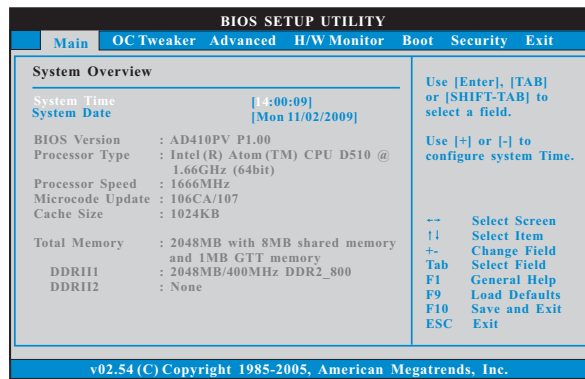 BIOS SETUP UTILITY
Main OC Tweaker Advanced H/W Monitor Boot Security Exit
System Overview
System Time [14:00:09]
System Date [Mon 11/02/2009]
BIOS Version : AD410PV P1.00
Processor Type : Intel (R) Atom (TM) CPU D510 @
1.66GHz (64bit)
Processor Speed : 1666MHz
Microcode Update : 106CA/107
Cache Size : 1024KB
Total Memory : 2048MB with 8MB shared memory
and 1MB GTT memory
DDRII1 : 2048MB/400MHz DDR2_800
DDRII2 : None
Use [Enter], [TAB]
or [SHIFT-TAB] to
select a field.
Use [+] or [-] to
configure system Time.
←→ Select Screen
↑↓ Select Item
+- Change Field
Tab Select Field
F1 General Help
F9 Load Defaults
F10 Save and Exit
ESC Exit
v02.54 (C) Copyright 1985-2005, American Megatrends, Inc.